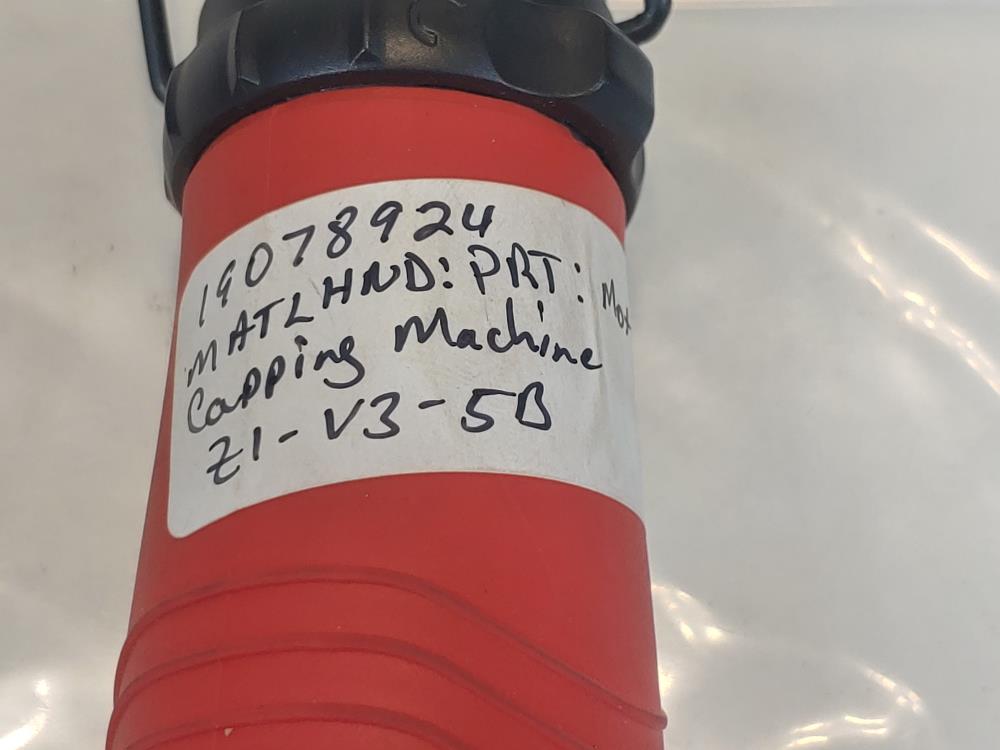 19078924
MATLHND: PRT:
Capping Machine
Z1-V3-5B